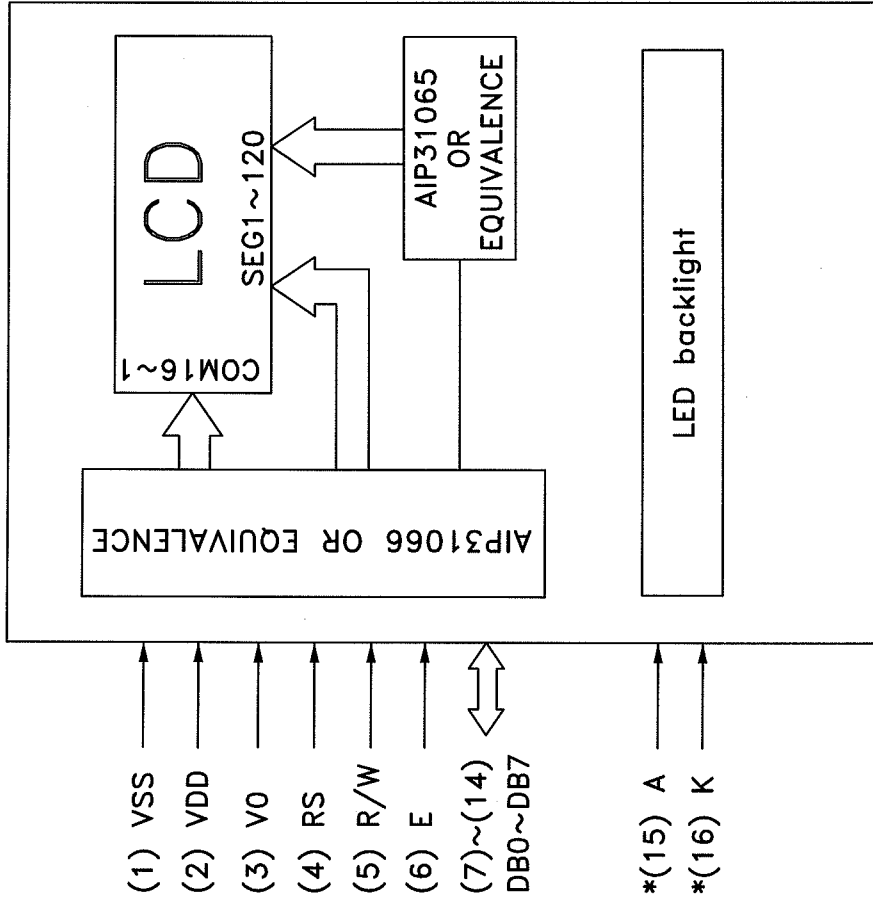 (1) VSS
(2) VDD
(3) V0
(4) RS
(5) R/W
(6) E
(7)~(14)
DB0~DB7
*(15) A
*(16) K
AIP31066 OR EQUIVALENCE
COM16~1
LCD
SEG1~120
AIP31065
OR
EQUIVALENCE
LED backlight